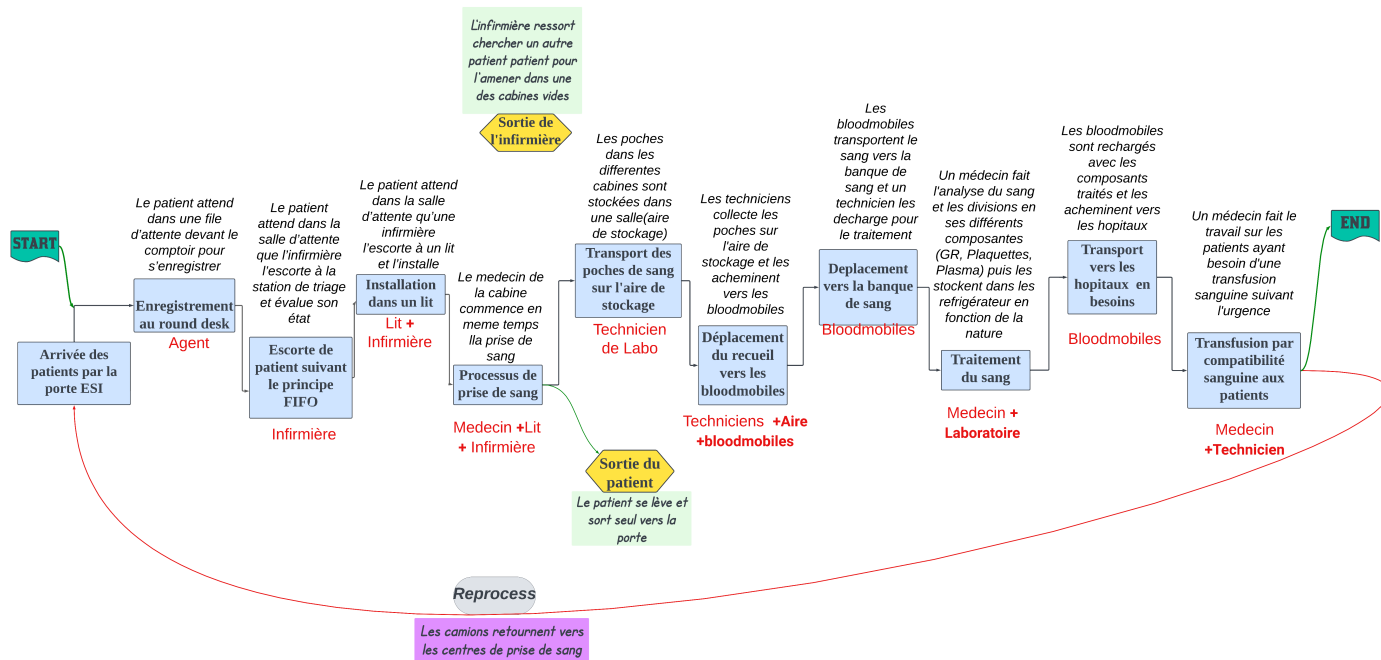 L'infirmière ressort
chercher un autre
patient patient pour
l'amener dans une
des cabines vides
Sortie de
l'infirmière
START
Arrivée des
patients par la
porte ESI
Le patient attend
dans une file
d'attente devant le
comptoir pour
s'enregistrer
Enregistrement
au round desk
Agent
Le patient
attend dans la
salle d'attente
que l'infirmière
l'escorte à la
station de triage
et évalue son
état
Escorte de
patient suivant
le principe
FIFO
Infirmière
Le patient attend
dans la salle
d'attente qu'une
infirmière
l'escorte à un lit
et l'installe
Installation
dans un lit
Lit +
Infirmière
Le medecin de
la cabine
commence en
meme temps
lla prise de
sang
Processus de
prise de sang
Medecin +Lit
+ Infirmière
Sortie du
patient
Le patient se lève et
sort seul vers la
porte
Les poches
dans les
differentes
cabines sont
stockées dans
une salle(aire
de stockage)
Transport des
poches de sang
sur l'aire de
stockage
Technicien
de Labo
Les techniciens
collecte les
poches sur
l'aire de
stockage et les
acheminent
vers les
bloodmobiles
Déplacement
du recueil
vers les
bloodmobiles
Techniciens +Aire
+bloodmobiles
Les
bloodmobiles
transportent le
sang vers la
banque de
sang et un
technicien les
decharge pour
le traitement
Deplacement
vers la banque
de sang
Bloodmobiles
Un médecin fait
l'analyse du sang
et les divisions en
ses différents
composantes
(GR, Plaquettes,
Plasma) puis les
stockent dans les
refrigérateur en
fonction de la
nature
Traitement
du sang
Medecin +
Laboratoire
Les bloodmobiles
sont rechargés
avec les
composants
traités et les
acheminent vers
les hopitaux
Transport
vers les
hopitaux en
besoins
Bloodmobiles
Un médecin fait le
travail sur les
patients ayant
besoin d'une
transfusion
sanguine suivant
l'urgence
Transfusion par
compatibilité
sanguine aux
patients
Medecin
+Technicien
END
Reprocess
Les camions retournent vers
les centres de prise de sang